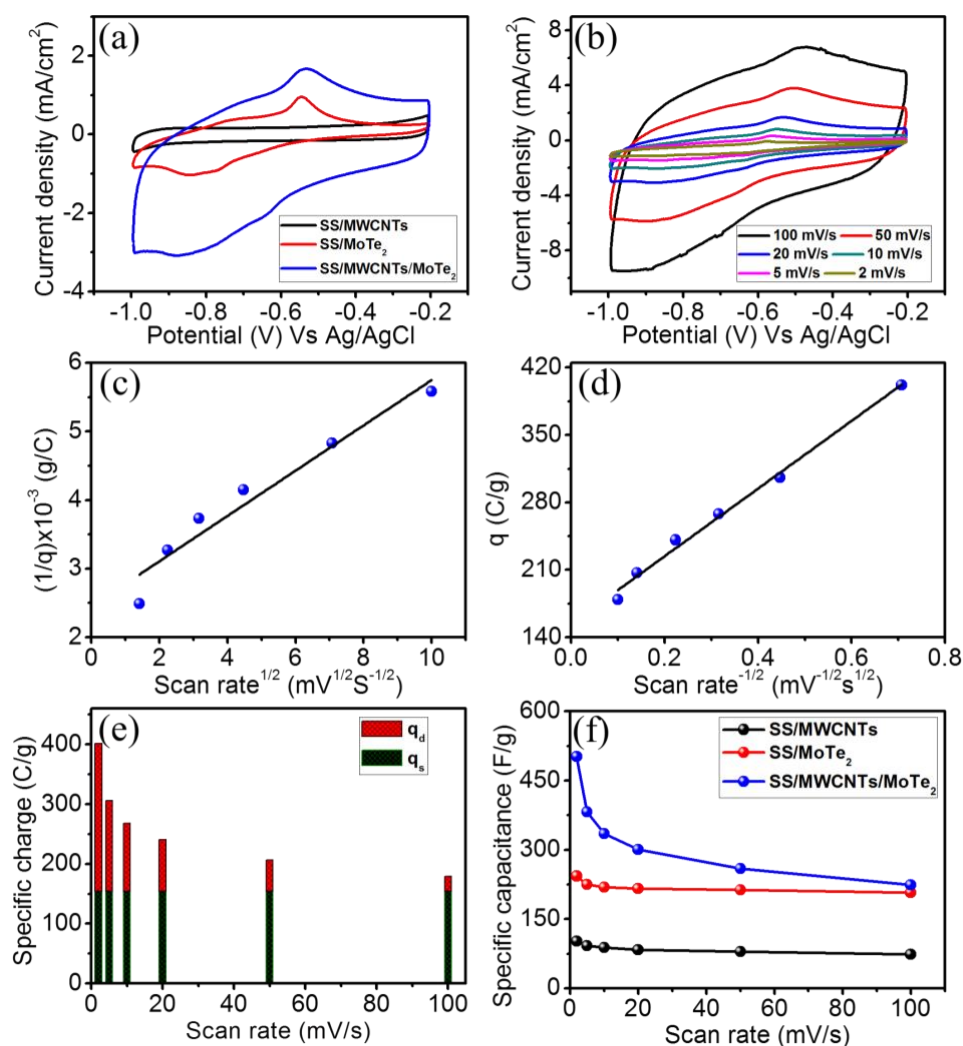 (a)
Current density (mA/cm²)
2
0
-2
-4
SS/MWCNTs
SS/MoTe₂
SS/MWCNTs/MoTe₂
-1.0 -0.8 -0.6 -0.4 -0.2
Potential (V) Vs Ag/AgCl
(b)
Current density (mA/cm²)
8
4
0
-4
-8
100 mV/s 50 mV/s
20 mV/s 10 mV/s
5 mV/s 2 mV/s
-1.0 -0.8 -0.6 -0.4 -0.2
Potential (V) Vs Ag/AgCl
(c)
(1/q)x10⁻³ (g/C)
6
5
4
3
2
0 2 4 6 8 10
Scan rate¹/² (mV¹/²S⁻¹/²)
(d)
q (C/g)
420
350
280
210
140
0.0 0.2 0.4 0.6 0.8
Scan rate⁻¹/² (mV⁻¹/²s¹/²)
(e)
Specific charge (C/g)
400
300
200
100
0
q_d
q_s
0 20 40 60 80 100
Scan rate (mV/s)
(f)
Specific capacitance (F/g)
600
450
300
150
0
SS/MWCNTs
SS/MoTe₂
SS/MWCNTs/MoTe₂
0 20 40 60 80 100
Scan rate (mV/s)